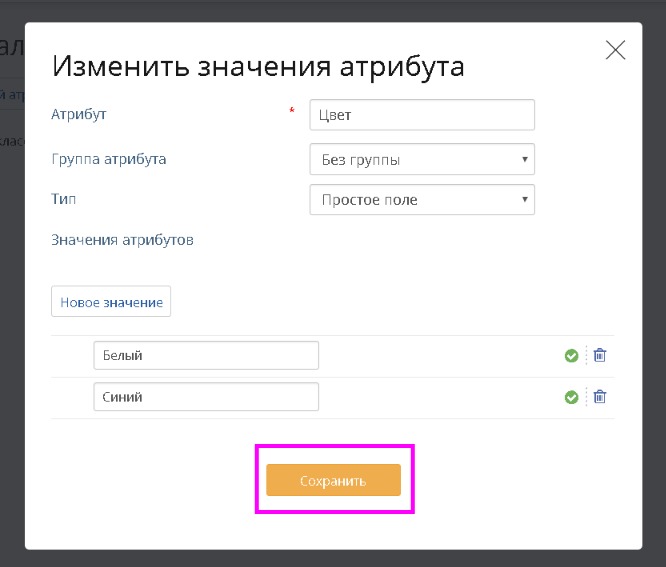 Изменить значения атрибута
Атрибут * Цвет
Группа атрибута Без группы
Тип Простое поле
Значения атрибутов
Новое значение
Белый
Синий
Сохранить